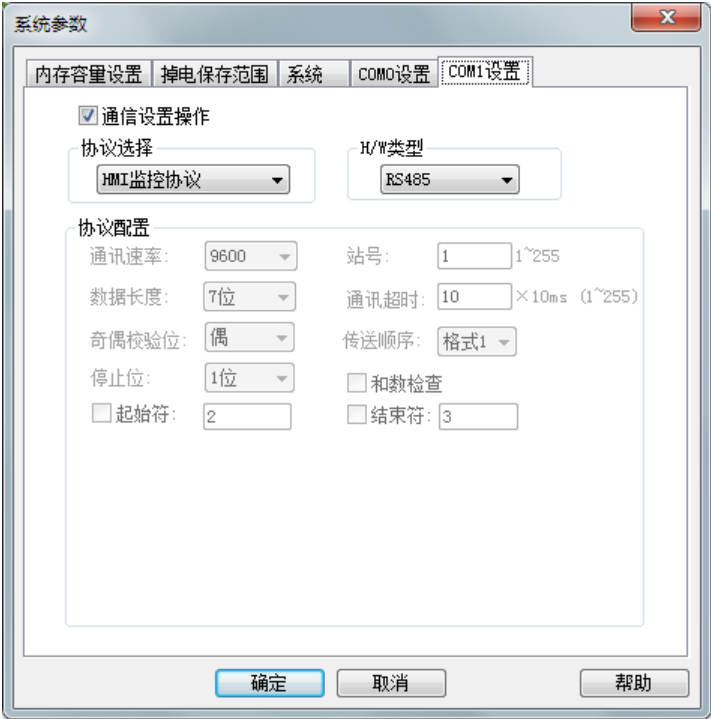 系统参数
内存容量设置 掉电保存范围 系统 COM0设置 COM1设置
通信设置操作
协议选择 H/W类型
HMI监控协议 RS485
协议配置
通讯速率: 9600 站号: 1 1~255
数据长度: 7位 通讯超时: 10 ×10ms (1~255)
奇偶校验位: 偶 传送顺序: 格式1
停止位: 1位 和数检查
起始符: 2 结束符: 3
确定 取消 帮助